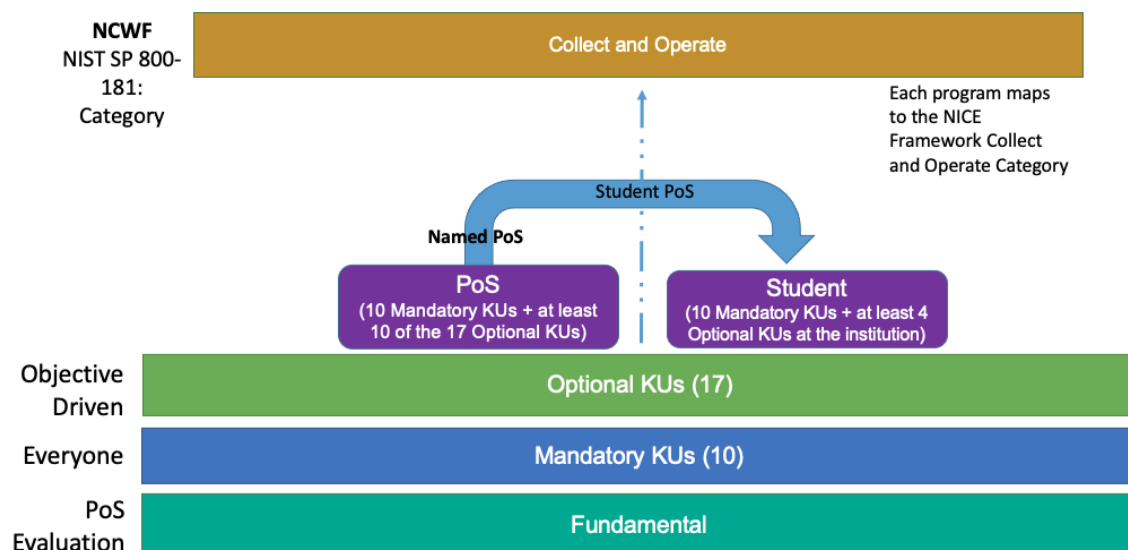 NCWF
NIST SP 800-
181:
Category
Collect and Operate
Each program maps
to the NICE
Framework Collect
and Operate Category
Student PoS
Named PoS
PoS
(10 Mandatory KUs + at least
10 of the 17 Optional KUs)
Student
(10 Mandatory KUs + at least 4
Optional KUs at the institution)
Objective
Driven
Optional KUs (17)
Everyone
Mandatory KUs (10)
PoS
Evaluation
Fundamental